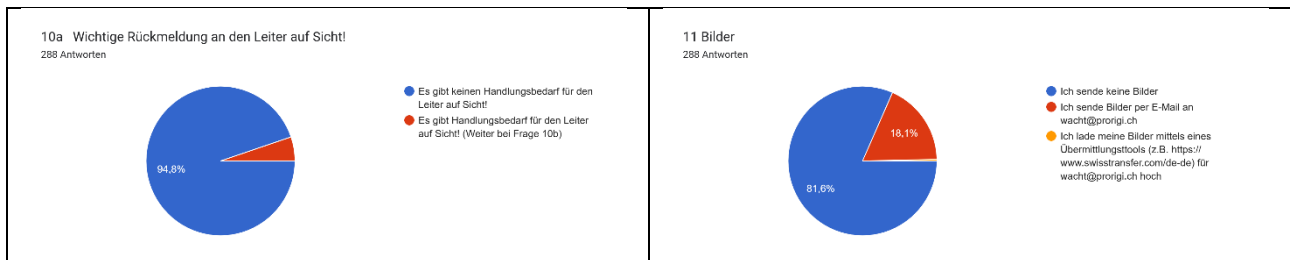 10a   Wichtige Rückmeldung an den Leiter auf Sicht!
288 Antworten
Es gibt keinen Handlungsbedarf für den
Leiter auf Sicht!
Es gibt Handlungsbedarf für den Leiter
auf Sicht! (Weiter bei Frage 10b)
94,8%
11 Bilder
288 Antworten
Ich sende keine Bilder
Ich sende Bilder per E-Mail an
wacht@prorigi.ch
Ich lade meine Bilder mittels eines
Übermittlungstools (z.B. https://
www.swisstransfer.com/de-de) für
wacht@prorigi.ch hoch
18,1%
81,6%